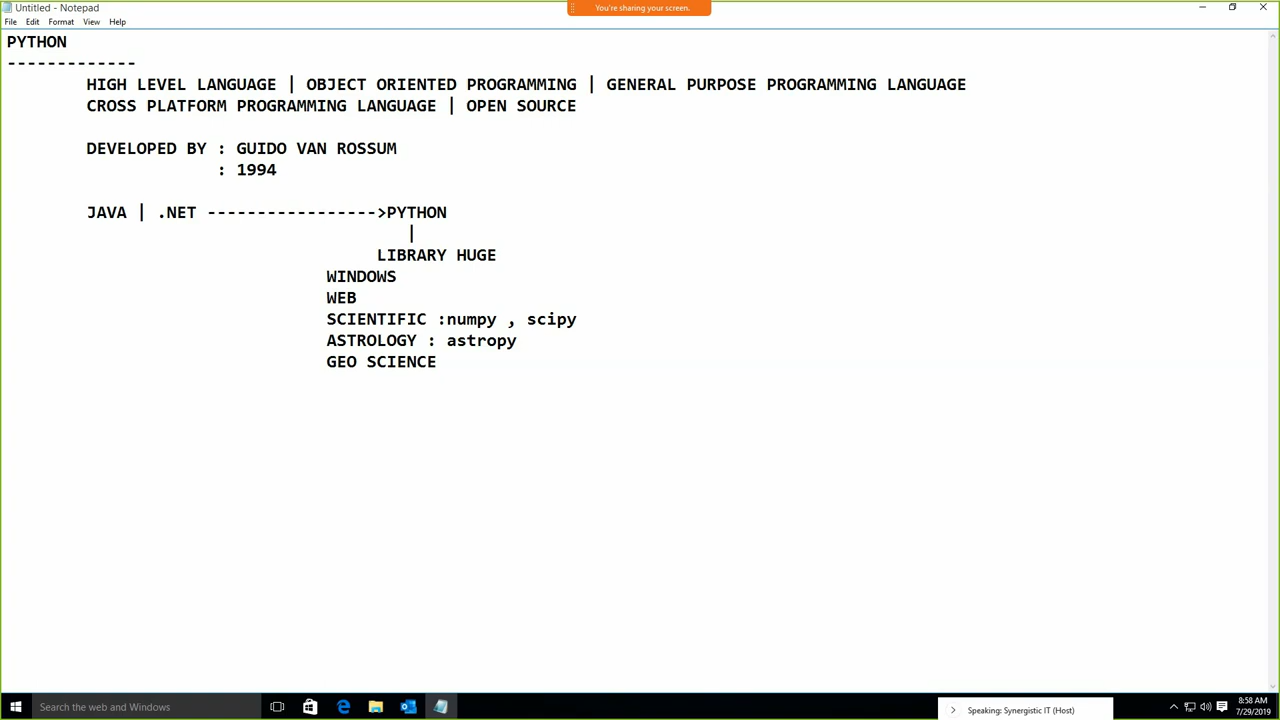 Untitled - Notepad
You're sharing your screen.
File Edit Format View Help
PYTHON
-------------
HIGH LEVEL LANGUAGE | OBJECT ORIENTED PROGRAMMING | GENERAL PURPOSE PROGRAMMING LANGUAGE
CROSS PLATFORM PROGRAMMING LANGUAGE | OPEN SOURCE
DEVELOPED BY : GUIDO VAN ROSSUM
: 1994
JAVA | .NET ----------------->PYTHON
|
LIBRARY HUGE
WINDOWS
WEB
SCIENTIFIC :numpy , scipy
ASTROLOGY : astropy
GEO SCIENCE
Search the web and Windows
Speaking: Synergistic IT (Host)
8:58 AM
7/29/2019